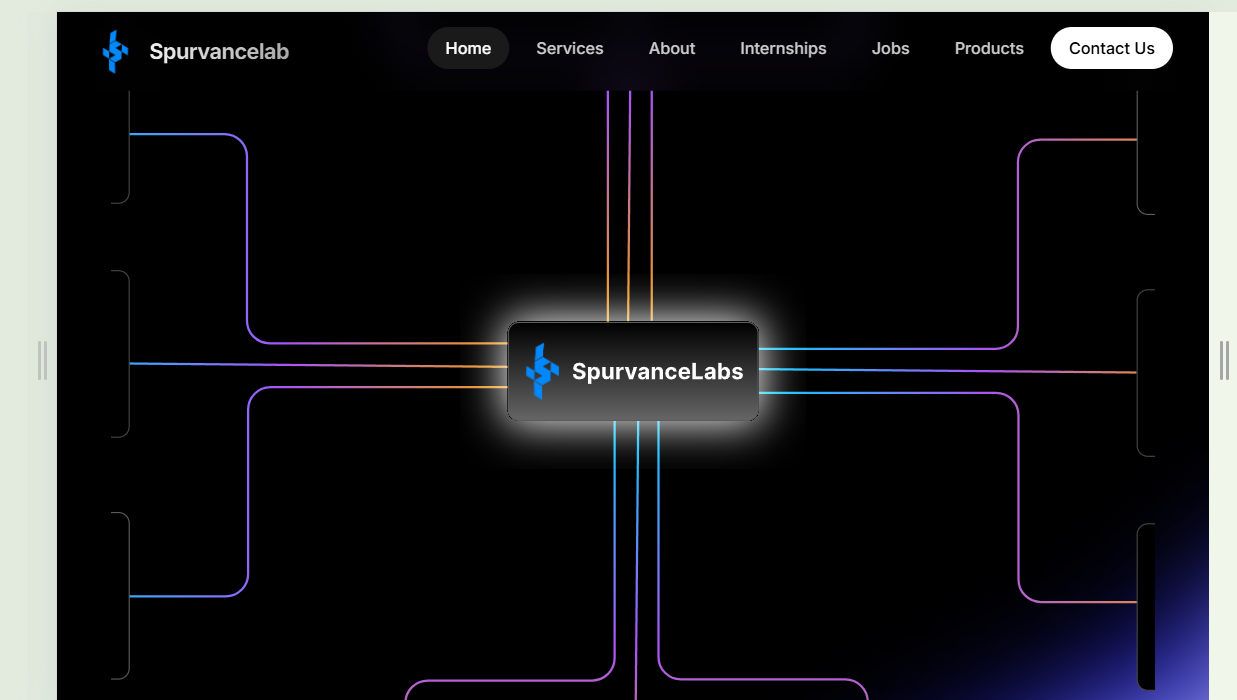 Spurvancelab
Home
Services
About
Internships
Jobs
Products
Contact Us
SpurvanceLabs